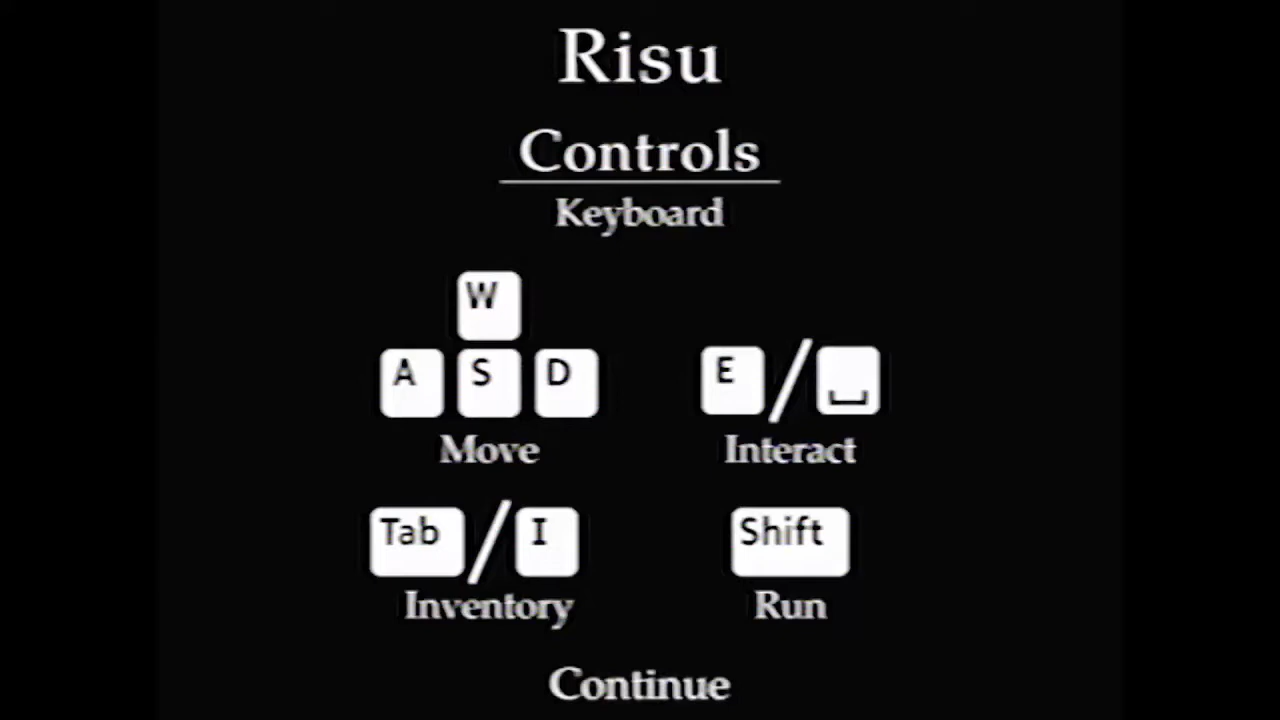 Risu
Controls
Keyboard
W
A S D
E /
Move
Interact
Tab / I
Shift
Inventory
Run
Continue